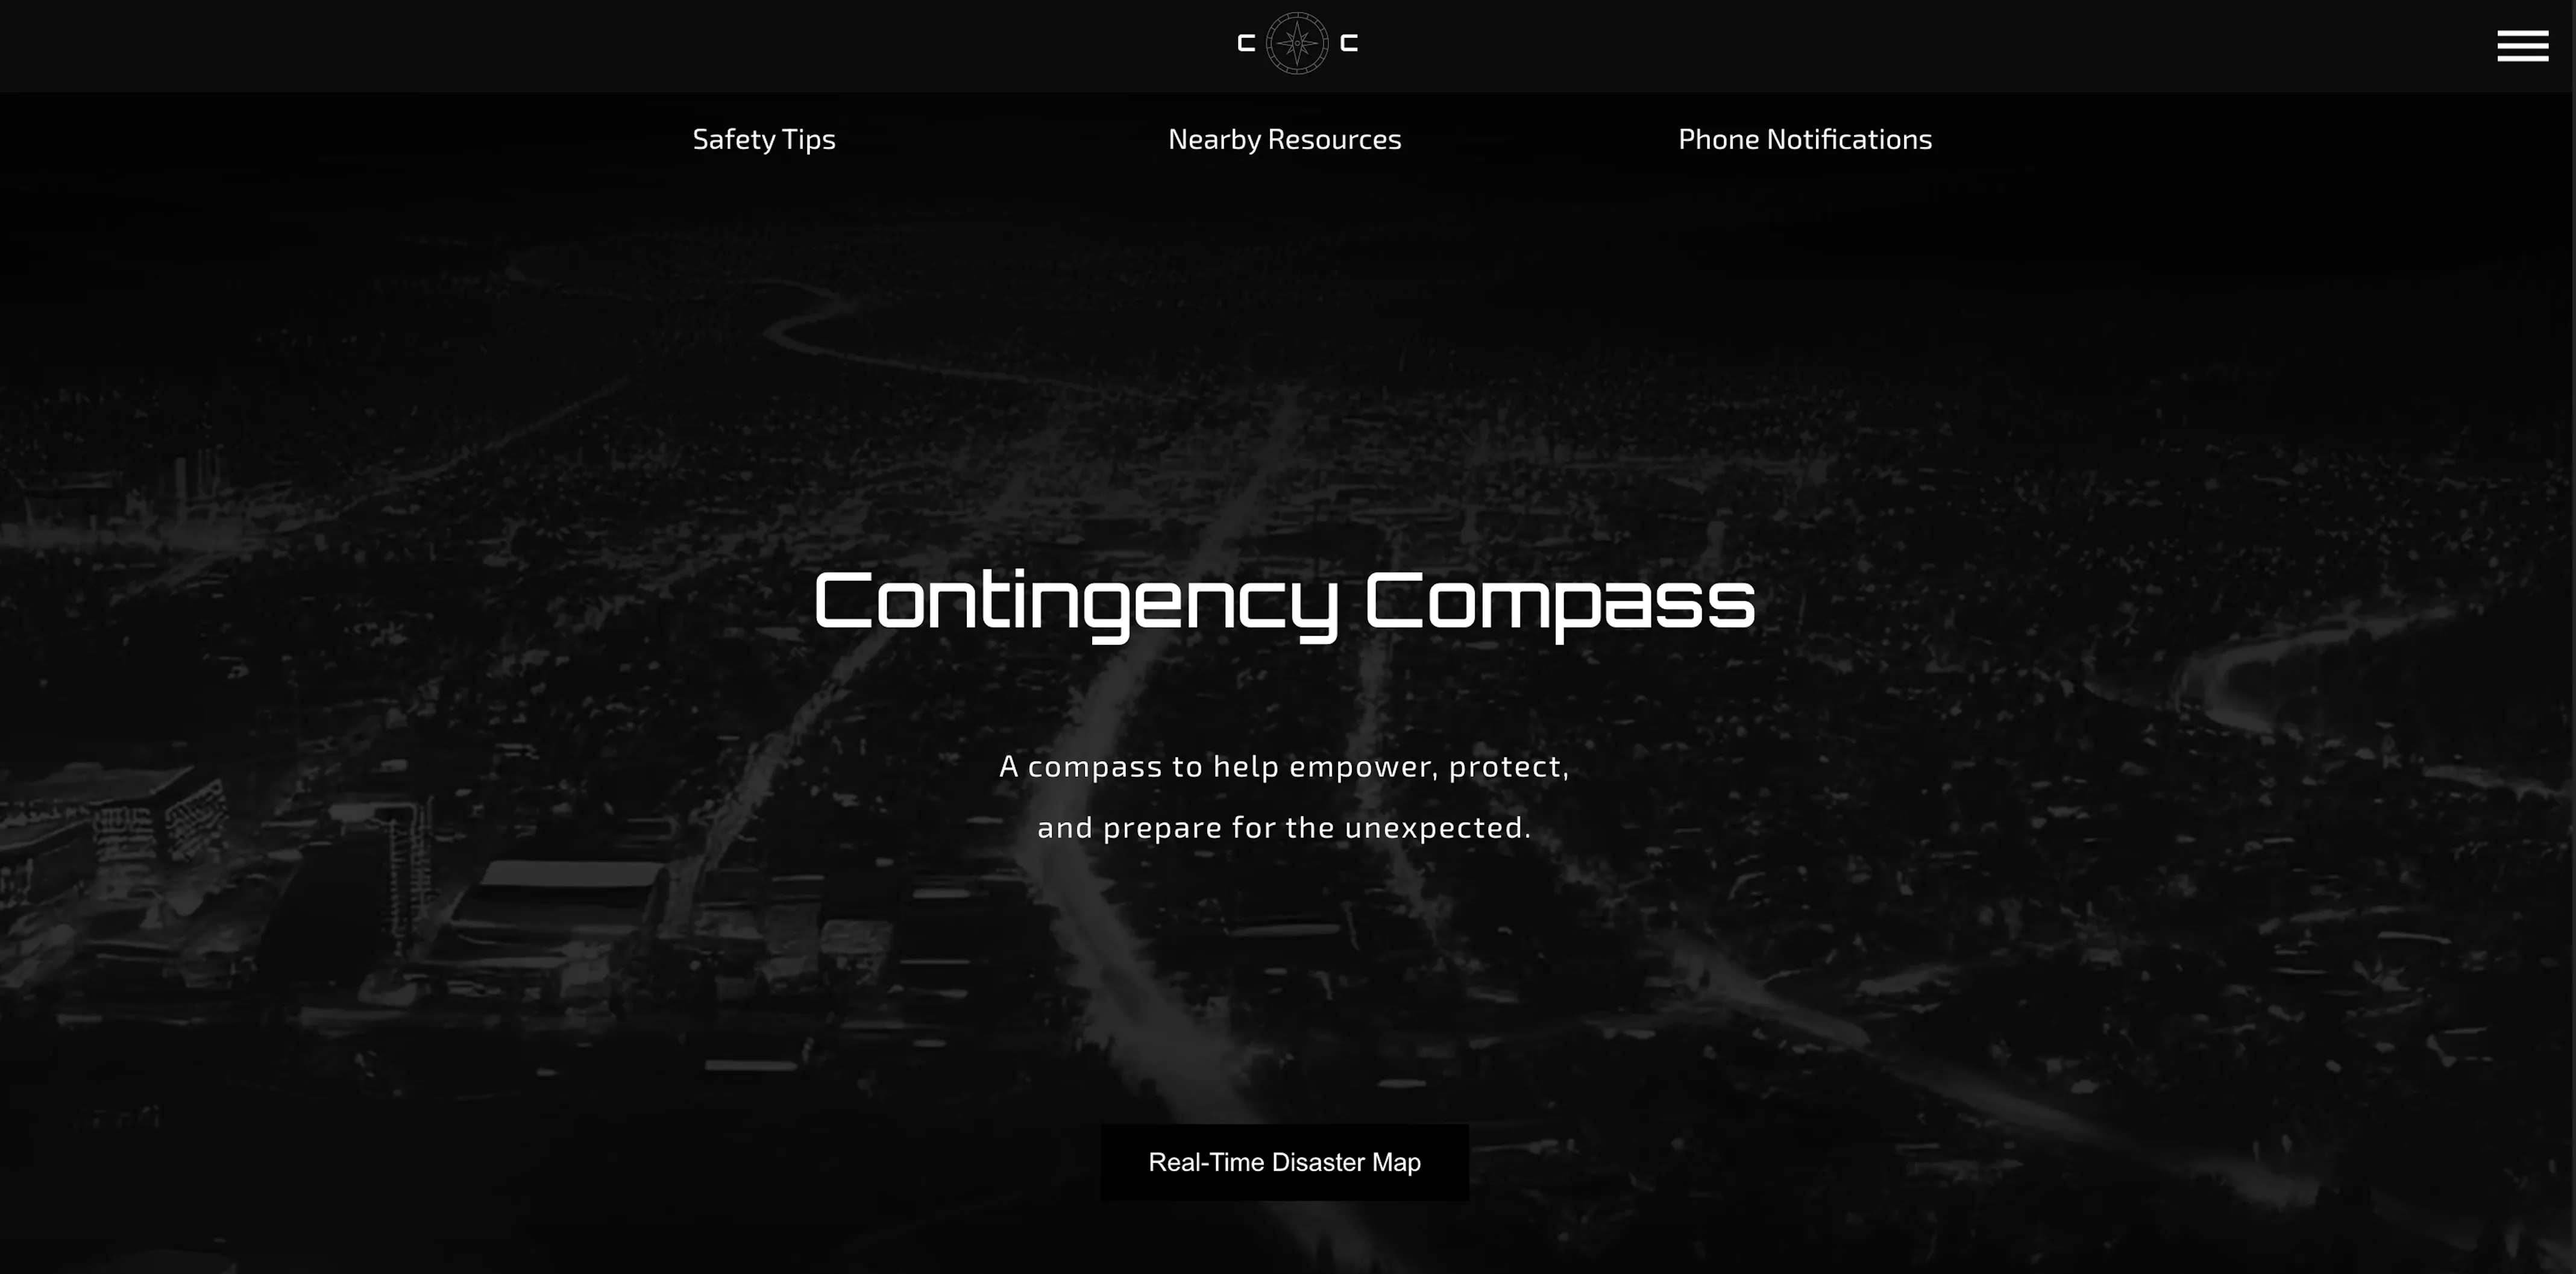 C C
Safety Tips
Nearby Resources
Phone Notifications
Contingency Compass
A compass to help empower, protect,
and prepare for the unexpected.
Real-Time Disaster Map